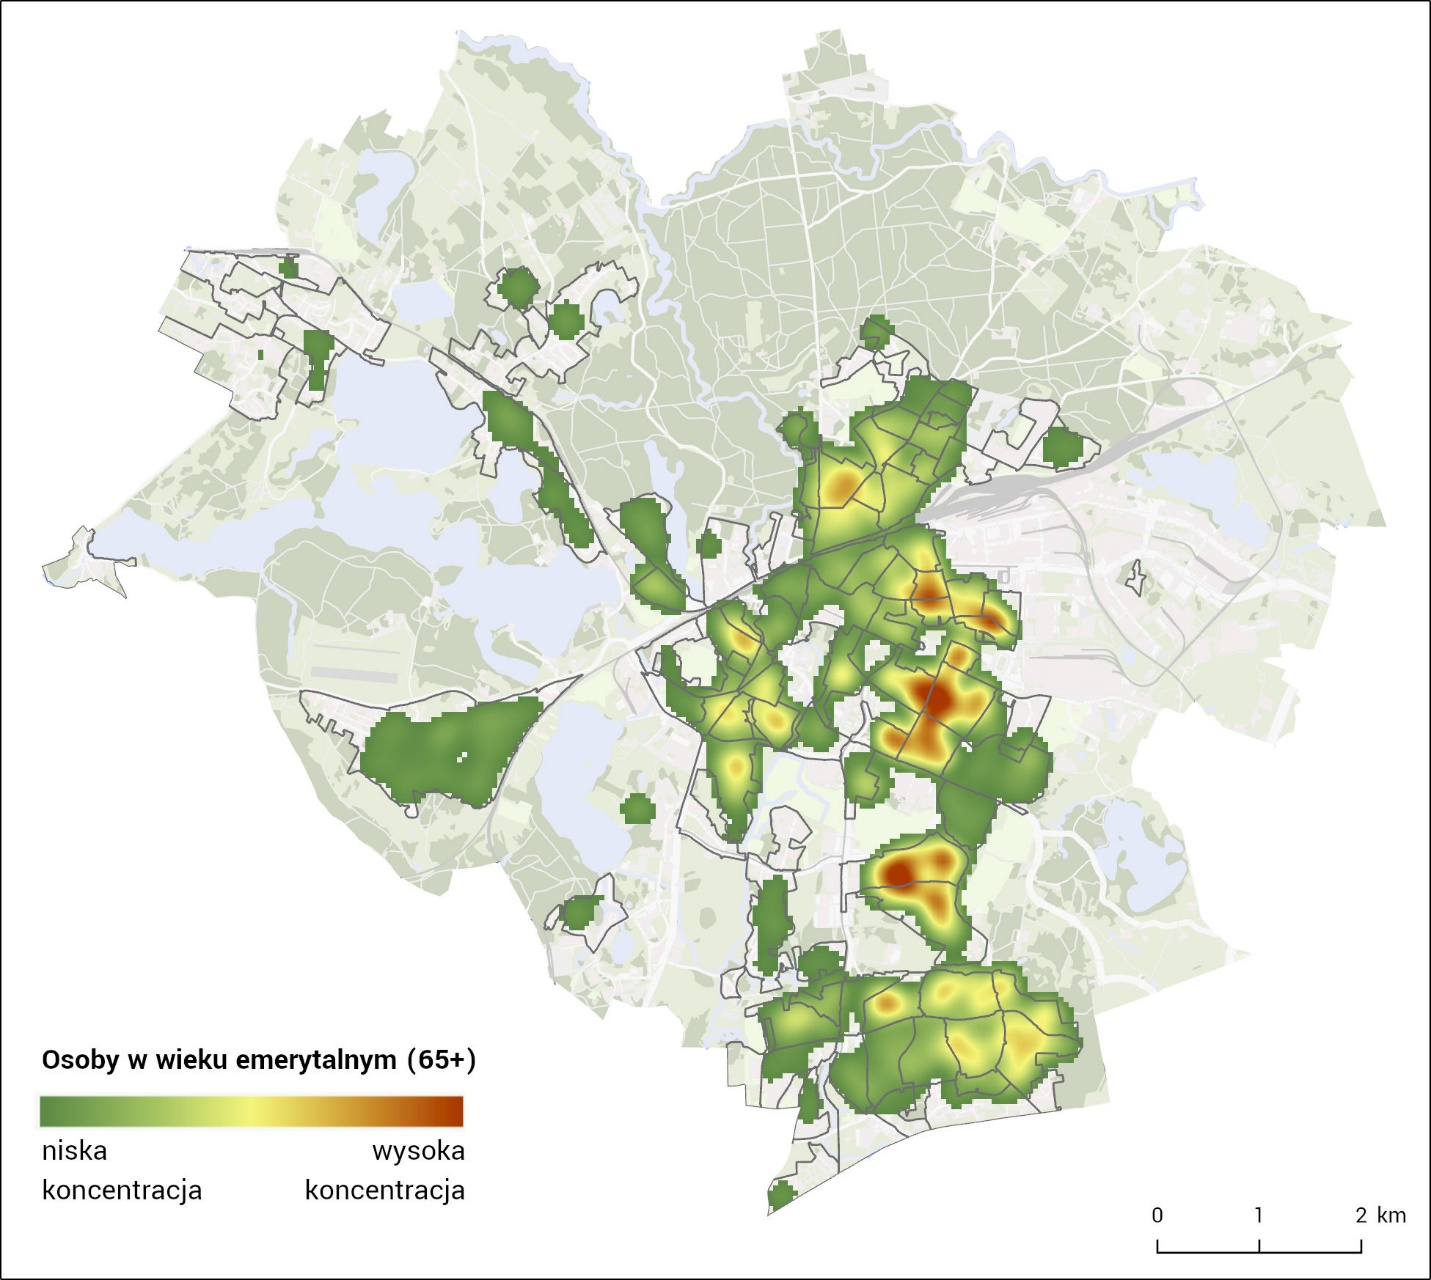 Osoby w wieku emerytalnym (65+)
niska wysoka
koncentracja koncentracja
0 1 2 km